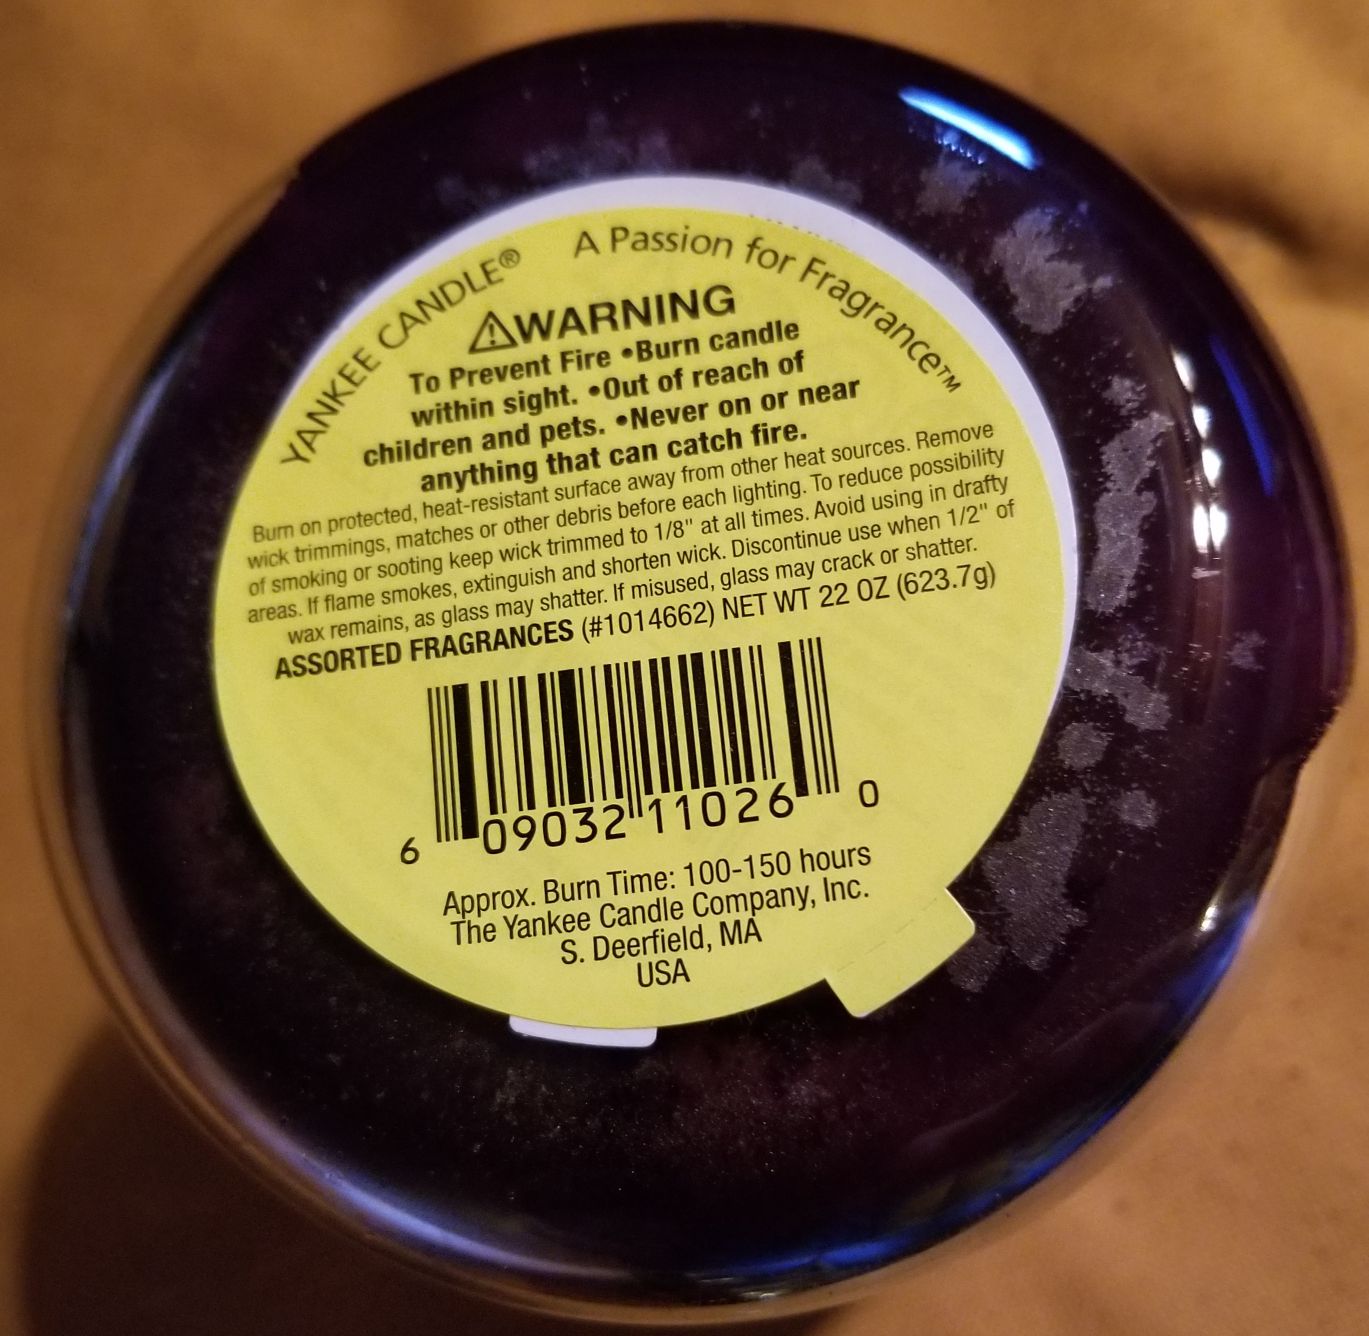 YANKEE CANDLE® A Passion for Fragrance™
⚠WARNING
To Prevent Fire •Burn candle
within sight. •Out of reach of
children and pets. •Never on or near
anything that can catch fire.
Burn on protected, heat-resistant surface away from other heat sources. Remove
wick trimmings, matches or other debris before each lighting. To reduce possibility
of smoking or sooting keep wick trimmed to 1/8" at all times. Avoid using in drafty
areas. If flame smokes, extinguish and shorten wick. Discontinue use when 1/2" of
wax remains, as glass may shatter. If misused, glass may crack or shatter.
ASSORTED FRAGRANCES (#1014662) NET WT 22 OZ (623.7g)
6 09032 11026 0
Approx. Burn Time: 100-150 hours
The Yankee Candle Company, Inc.
S. Deerfield, MA
USA